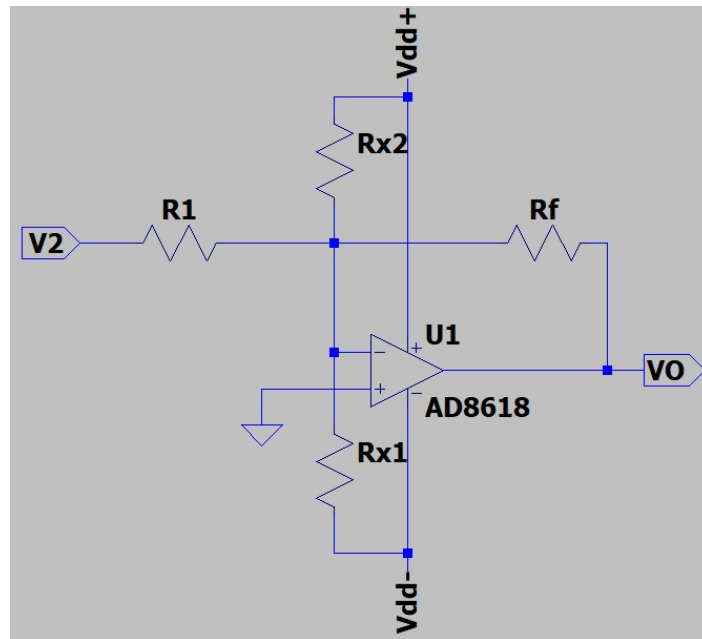 Vdd+
Rx2
R1
Rf
V2
U1
+
−
+
VO
−
AD8618
Rx1
Vdd-